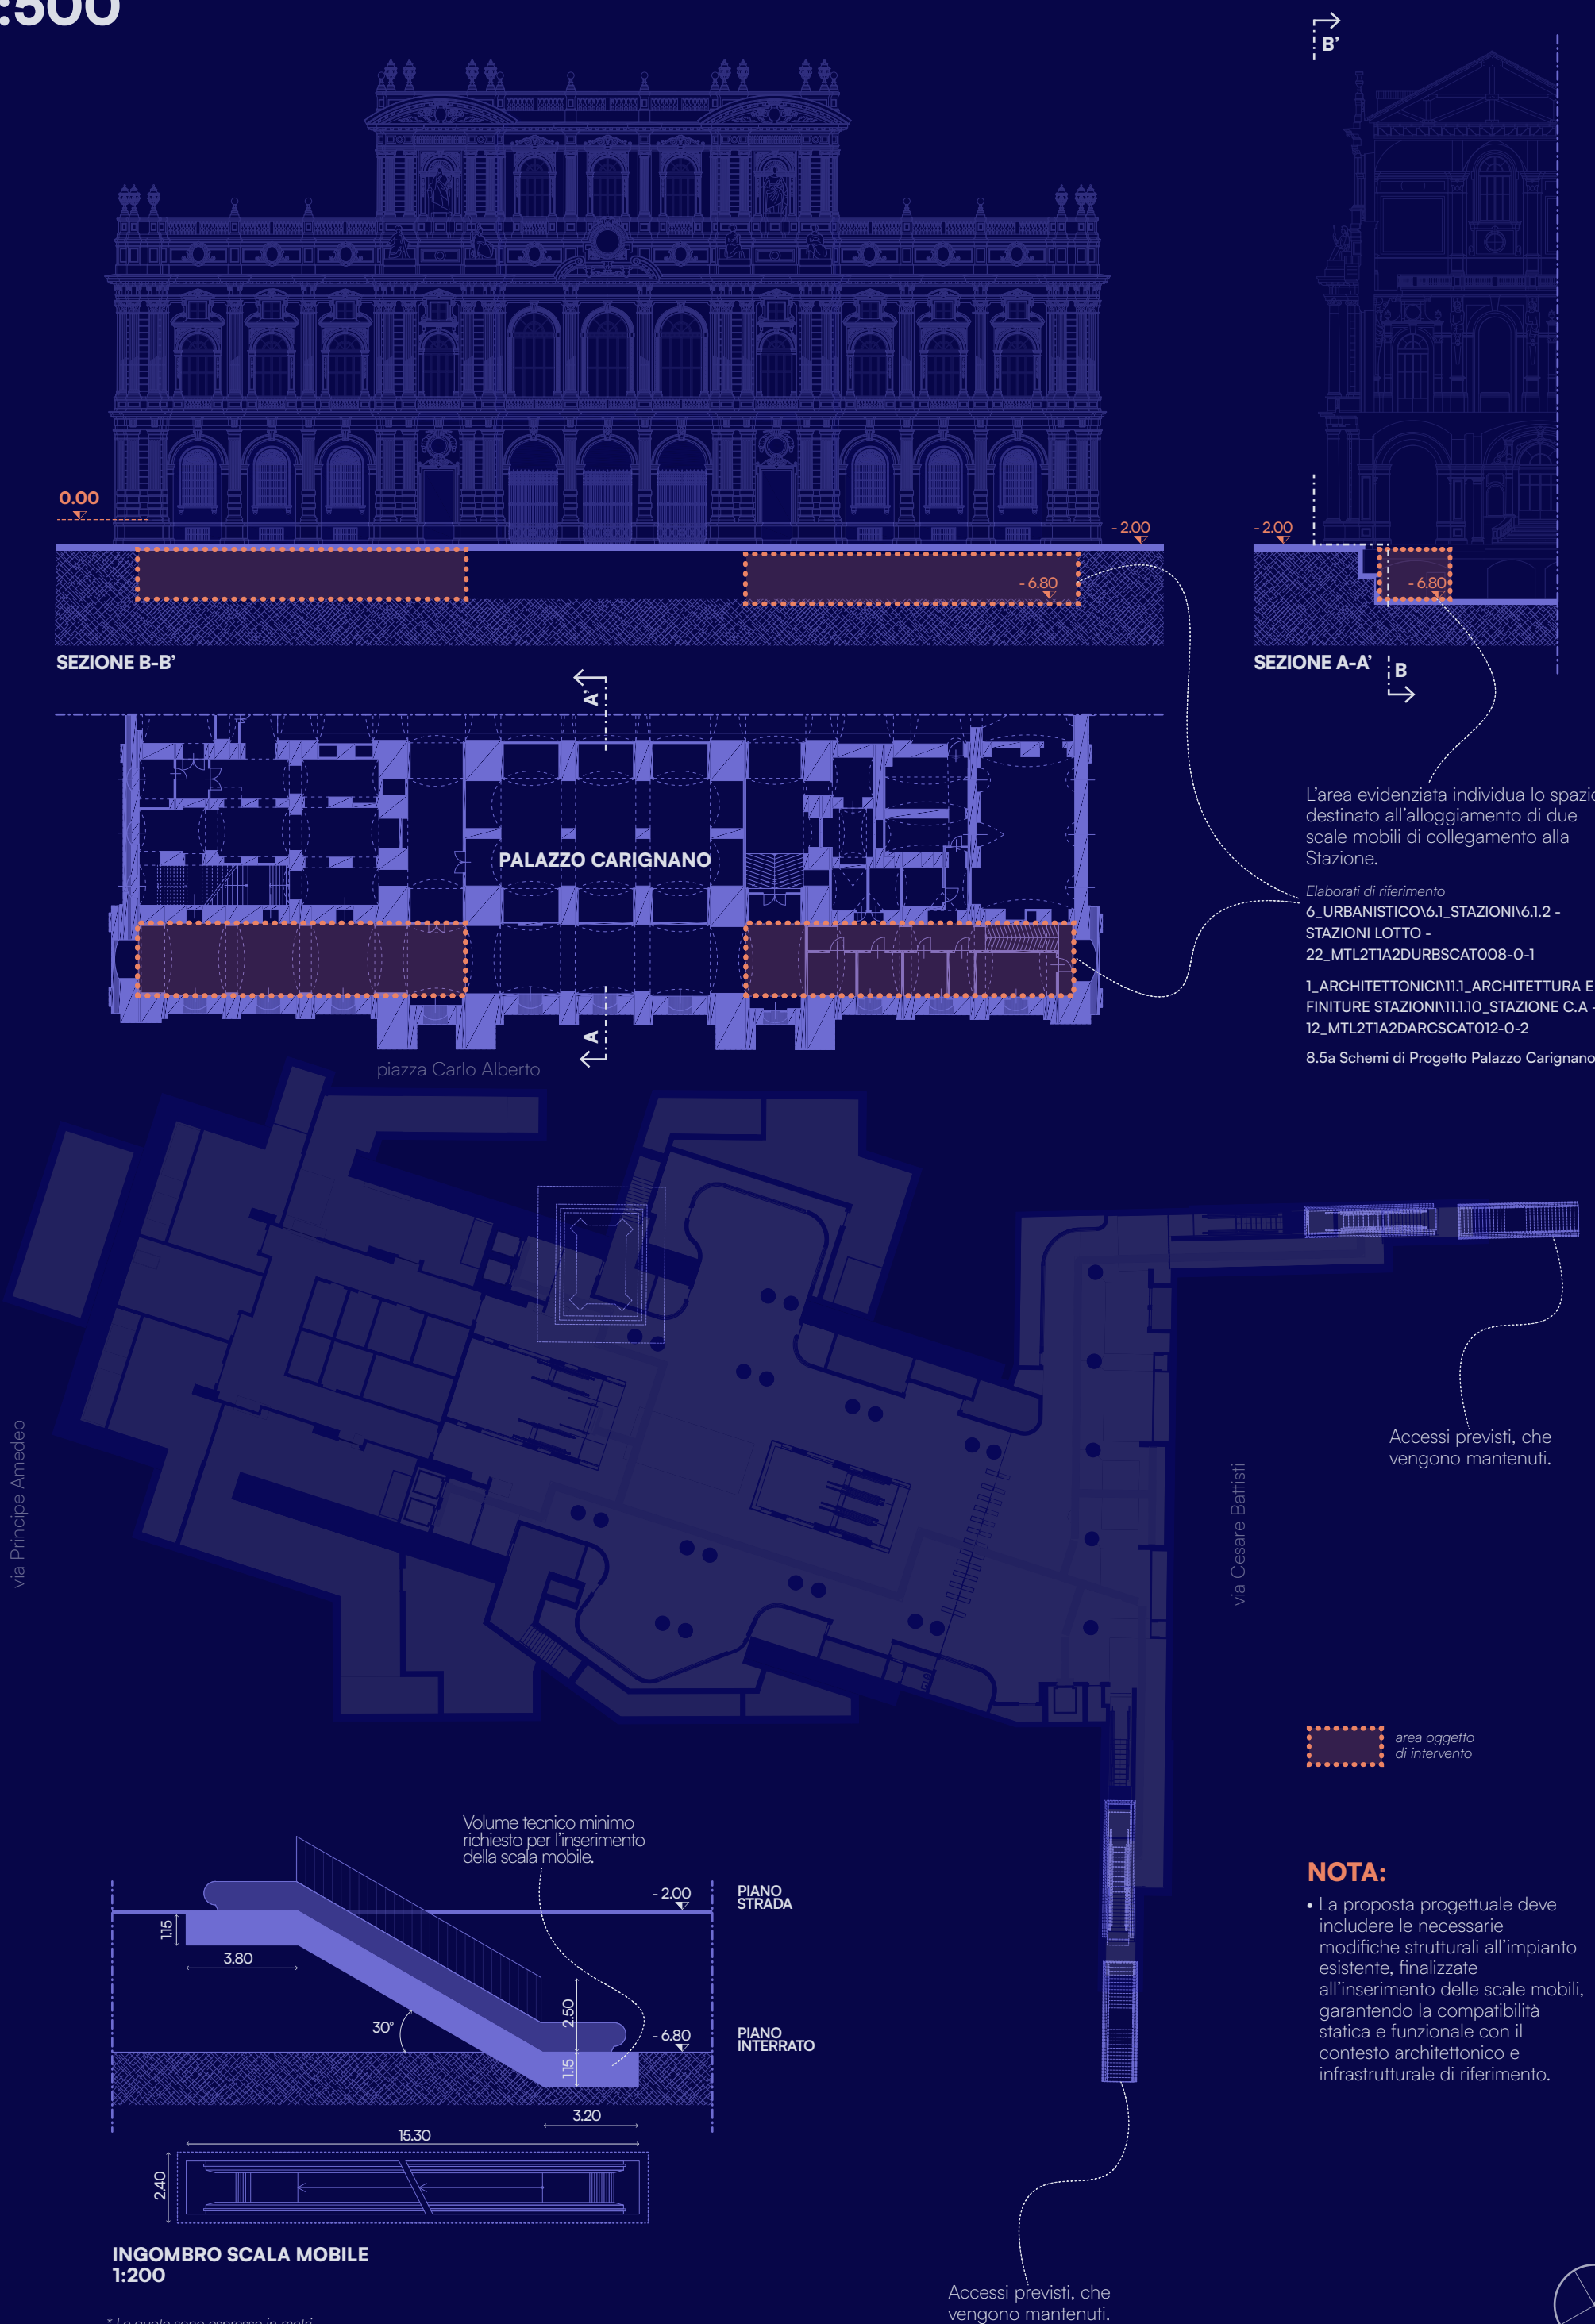 :500
B'
0.00
- 2.00
- 2.00
- 6.80
- 6.80
SEZIONE B-B'
SEZIONE A-A'
B
A'
PALAZZO CARIGNANO
A
piazza Carlo Alberto
L'area evidenziata individua lo spazio
destinato all'alloggiamento di due
scale mobili di collegamento alla
Stazione.
Elaborati di riferimento
6_URBANISTICO\6.1_STAZIONI\6.1.2 -
STAZIONI LOTTO -
22_MTL2T1A2DURBSCAT008-0-1
1_ARCHITETTONICI\11.1_ARCHITETTURA E
FINITURE STAZIONI\11.1.10_STAZIONE C.A -
12_MTL2T1A2DARCSCAT012-0-2
8.5a Schemi di Progetto Palazzo Carignano
via Principe Amedeo
via Cesare Battisti
Accessi previsti, che
vengono mantenuti.
area oggetto
di intervento
Volume tecnico minimo
richiesto per l'inserimento
della scala mobile.
- 2.00
PIANO
STRADA
1.15
3.80
30°
2.50
- 6.80
PIANO
INTERRATO
1.15
3.20
15.30
2.40
INGOMBRO SCALA MOBILE
1:200
* Le quote sono espresse in metri
NOTA:
• La proposta progettuale deve
includere le necessarie
modifiche strutturali all'impianto
esistente, finalizzate
all'inserimento delle scale mobili,
garantendo la compatibilità
statica e funzionale con il
contesto architettonico e
infrastrutturale di riferimento.
Accessi previsti, che
vengono mantenuti.